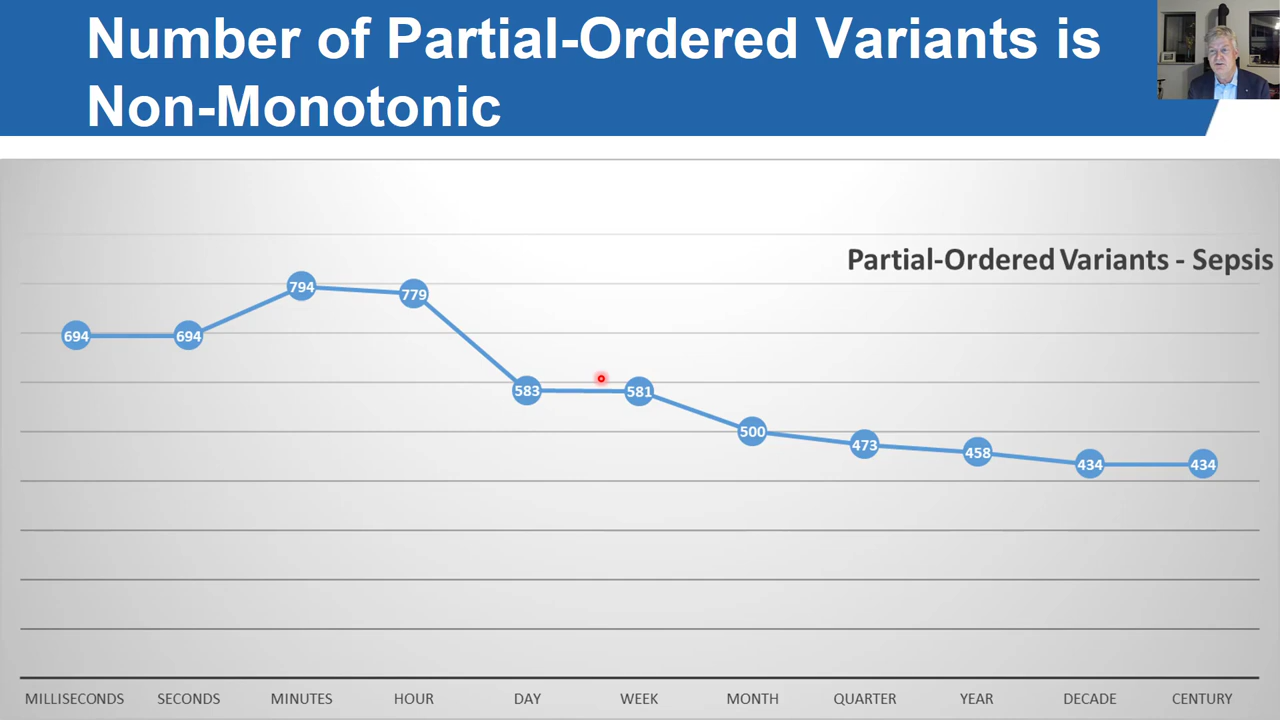 Number of Partial-Ordered Variants is
Non-Monotonic
Partial-Ordered Variants - Sepsis
694
694
794
779
583
581
500
473
458
434
434
MILLISECONDS
SECONDS
MINUTES
HOUR
DAY
WEEK
MONTH
QUARTER
YEAR
DECADE
CENTURY